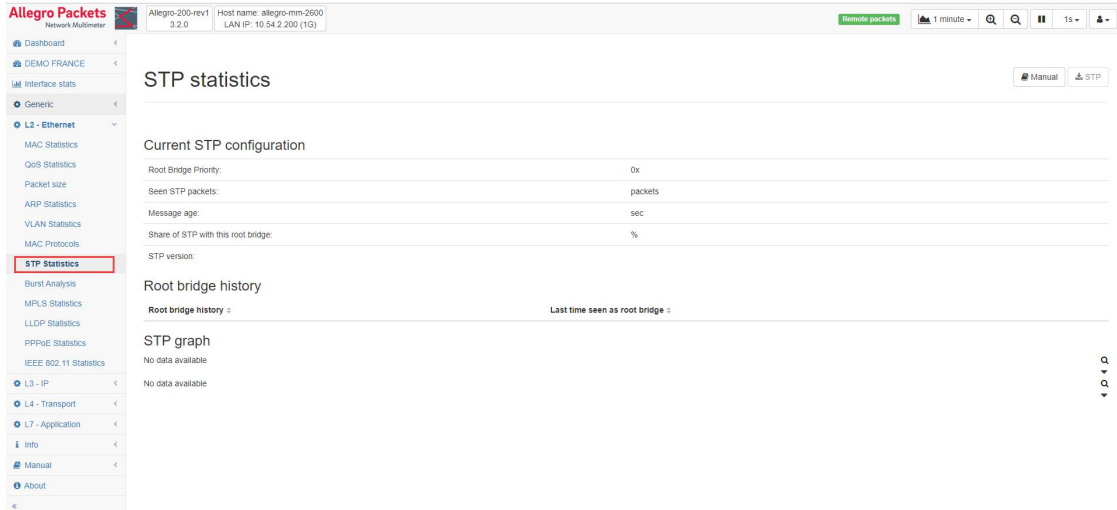 Allegro Packets
Network Multimeter
Allegro-200-rev1
3.2.0
Host name: allegro-mm-2600
LAN IP: 10.54.2.200 (1G)
Remote packets
1 minute
1s
Dashboard
DEMO FRANCE
Interface stats
Generic
L2 - Ethernet
MAC Statistics
QoS Statistics
Packet size
ARP Statistics
VLAN Statistics
MAC Protocols
STP Statistics
Burst Analysis
MPLS Statistics
LLDP Statistics
PPPoE Statistics
IEEE 802.11 Statistics
L3 - IP
L4 - Transport
L7 - Application
Info
Manual
About
STP statistics
Manual
STP
Current STP configuration
Root Bridge Priority: 0x
Seen STP packets: packets
Message age: sec
Share of STP with this root bridge: %
STP version:
Root bridge history
Root bridge history Last time seen as root bridge
STP graph
No data available
No data available